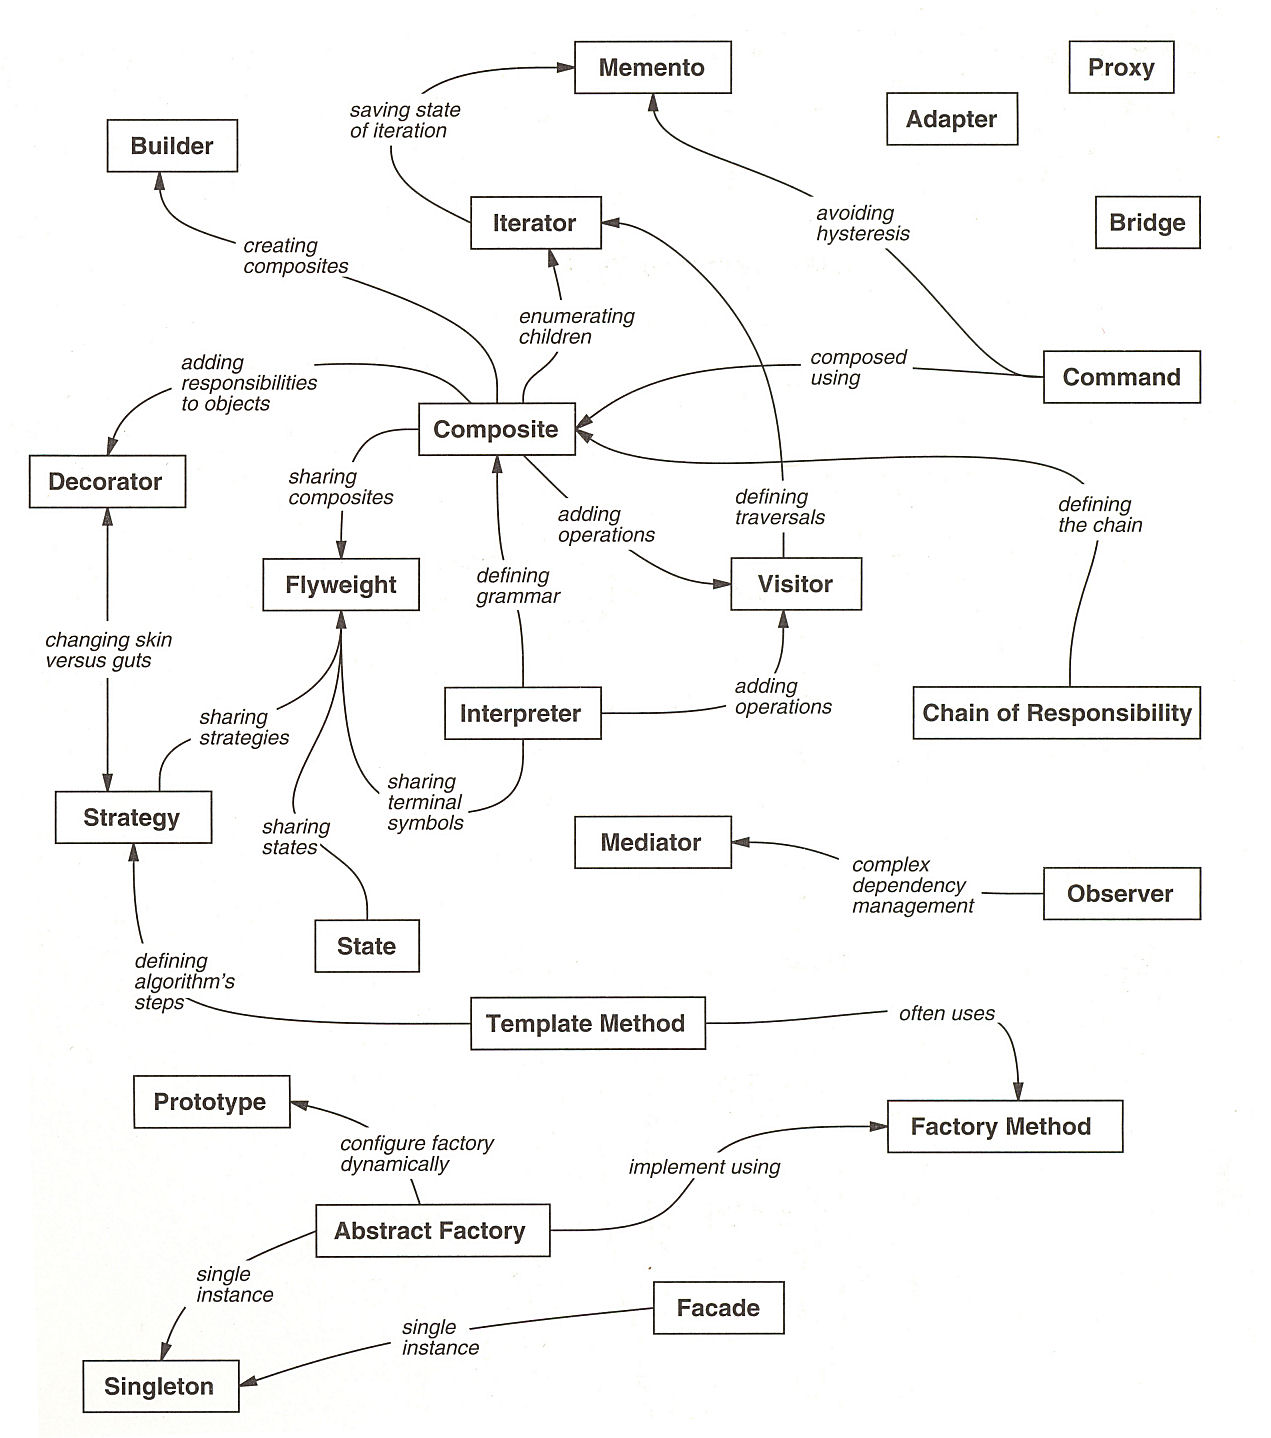 Memento
Proxy
Adapter
saving state
of iteration
Builder
avoiding
hysteresis
Iterator
Bridge
creating
composites
enumerating
children
adding
responsibilities
to objects
composed
using
Command
Composite
Decorator
sharing
composites
adding
operations
defining
traversals
defining
the chain
Flyweight
defining
grammar
Visitor
changing skin
versus guts
sharing
strategies
Interpreter
adding
operations
Chain of Responsibility
sharing
terminal
symbols
Strategy
sharing
states
Mediator
complex
dependency
management
Observer
State
defining
algorithm's
steps
Template Method
often uses
Prototype
Factory Method
configure factory
dynamically
implement using
Abstract Factory
single
instance
Facade
single
instance
Singleton